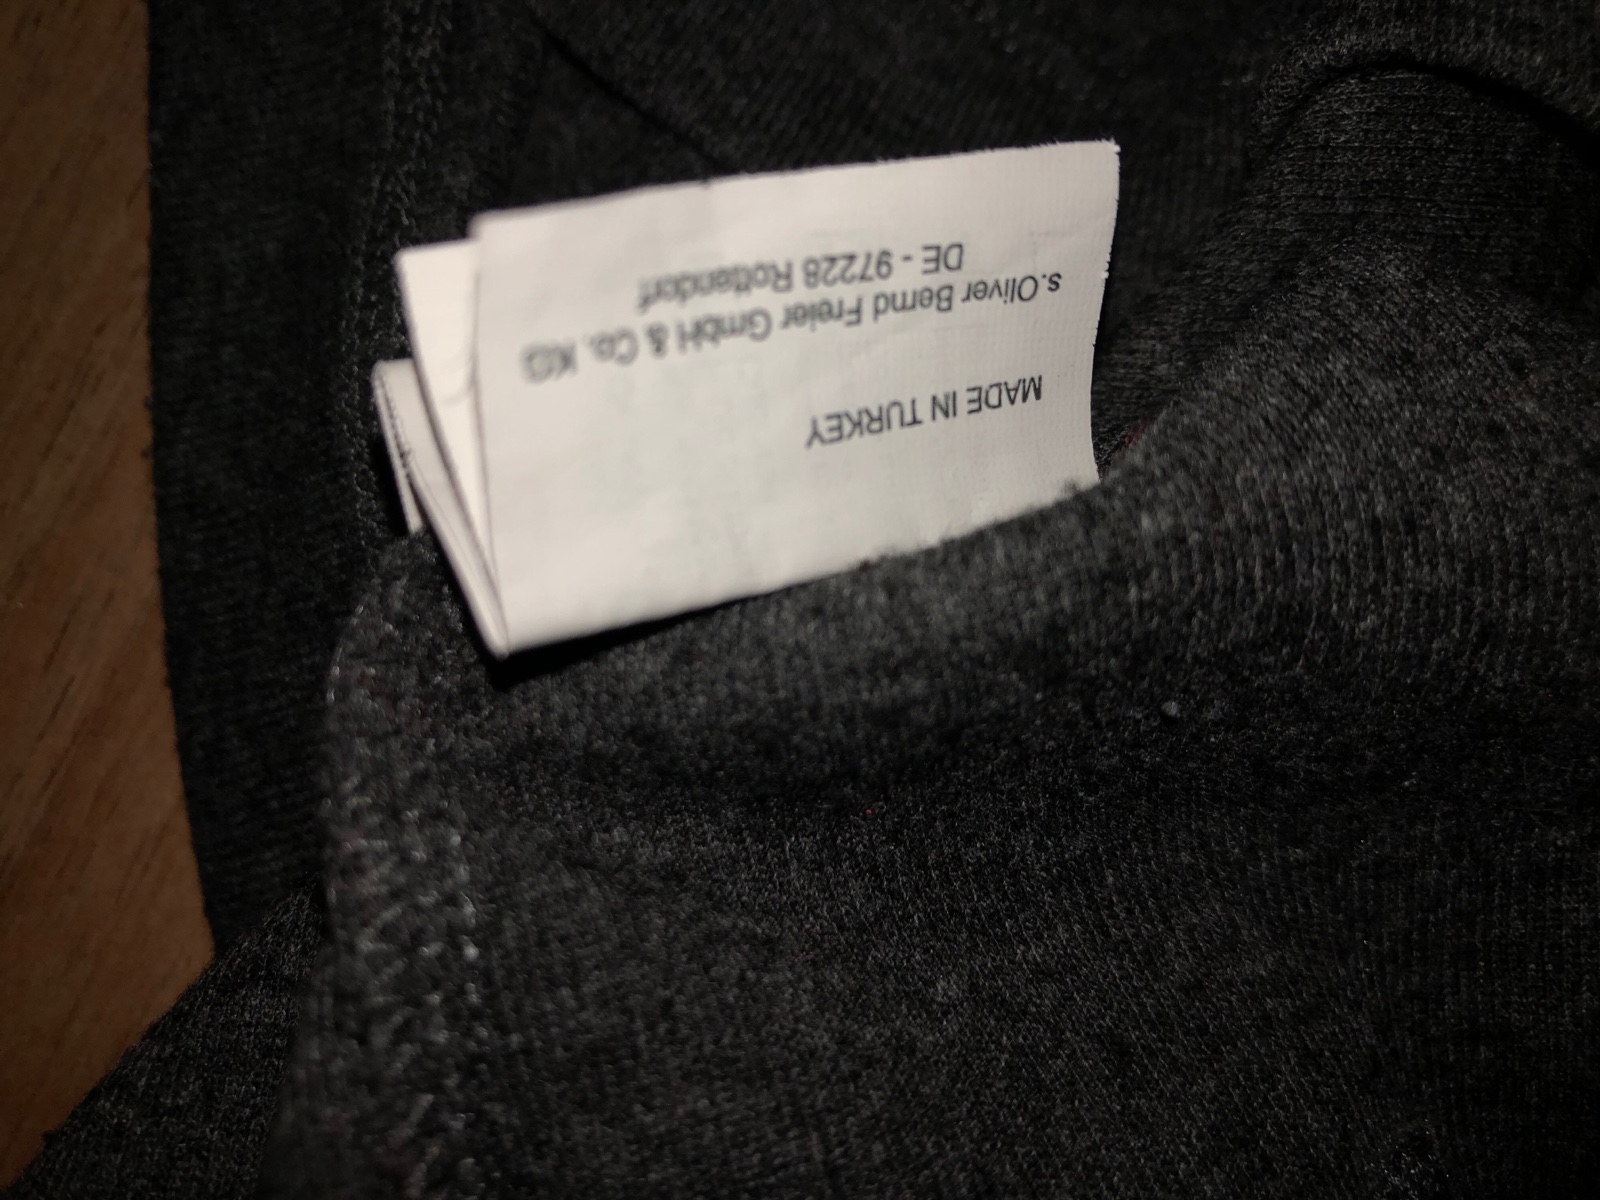 MADE IN TURKEY
s.Oliver Bernd Freier GmbH & Co. KG
DE - 97228 Rottendorf